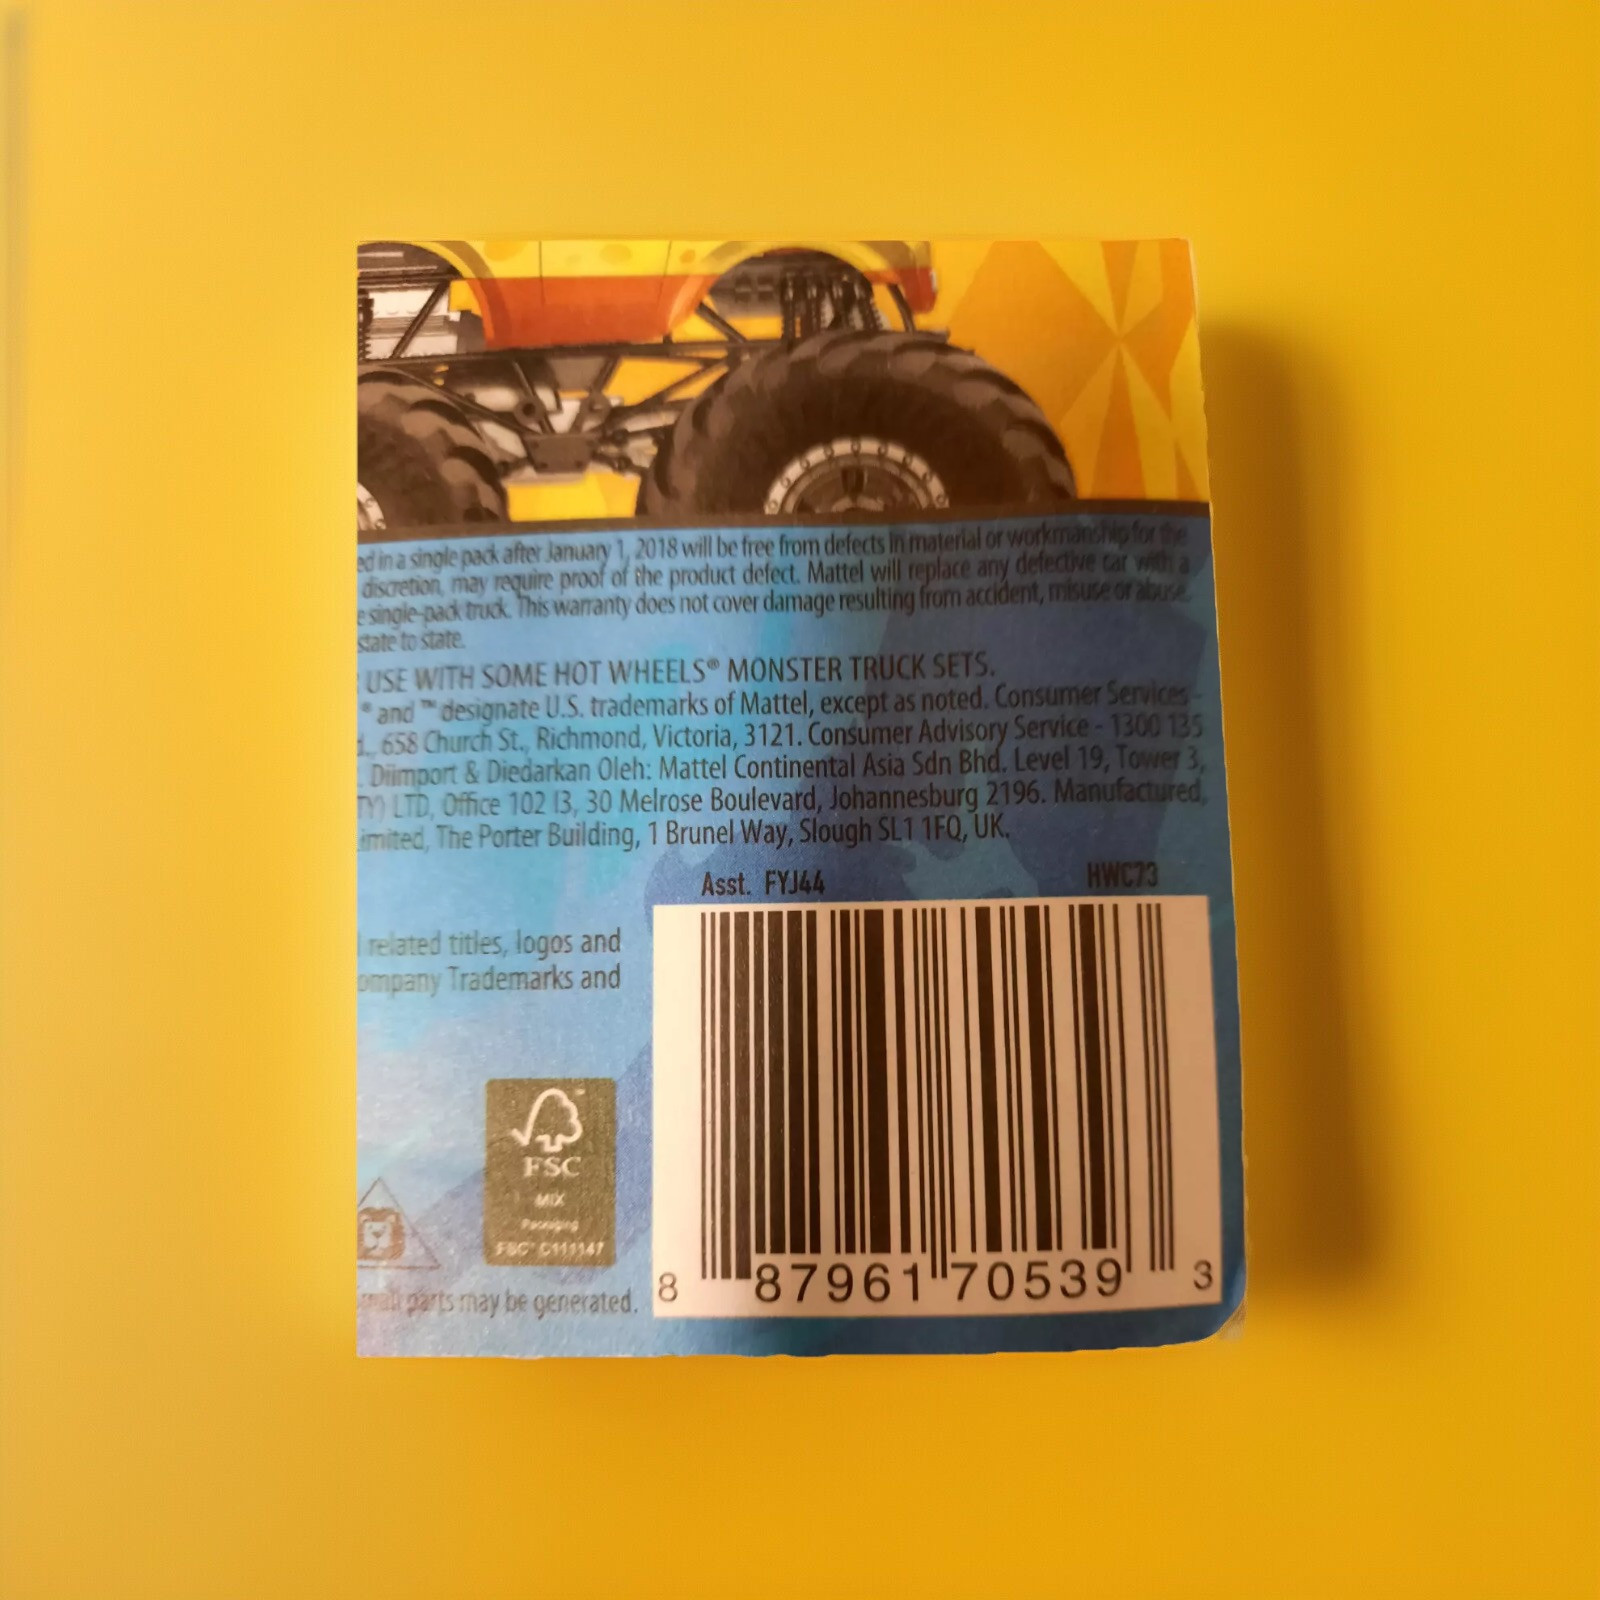 ed in a single pack after January 1, 2018 will be free from defects in material or workmanship for the
discretion, may require proof of the product defect. Mattel will replace any defective car with a
e single-pack truck. This warranty does not cover damage resulting from accident, misuse or abuse.
state to state.
USE WITH SOME HOT WHEELS® MONSTER TRUCK SETS.
® and ™ designate U.S. trademarks of Mattel, except as noted. Consumer Services -
d., 658 Church St., Richmond, Victoria, 3121. Consumer Advisory Service - 1300 135
. Diimport & Diedarkan Oleh: Mattel Continental Asia Sdn Bhd. Level 19, Tower 3,
TY) LTD, Office 102 I3, 30 Melrose Boulevard, Johannesburg 2196. Manufactured,
imited, The Porter Building, 1 Brunel Way, Slough SL1 1FQ, UK.
Asst. FYJ44 HWC73
related titles, logos and
ompany Trademarks and
FSC™
MIX
Packaging
FSC® C111147
small parts may be generated.
8 87961 70539 3